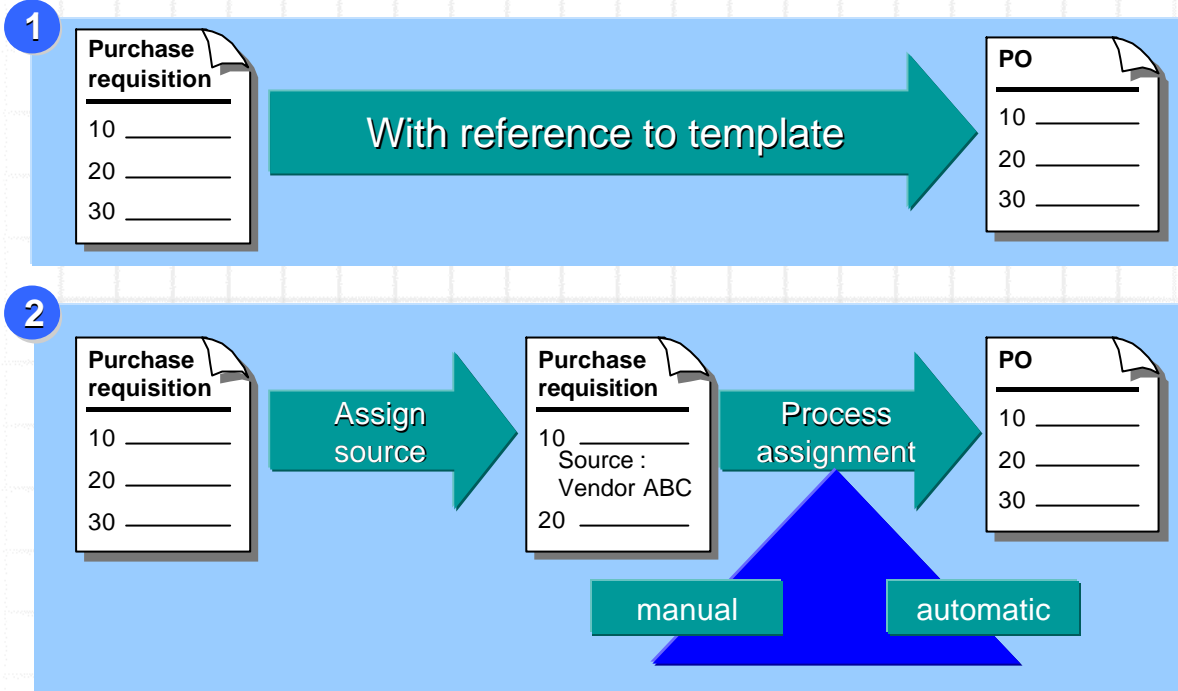 1
Purchase
requisition
10
20
30
With reference to template
PO
10
20
30
2
Purchase
requisition
10
20
30
Assign
source
Purchase
requisition
10
Source :
Vendor ABC
20
Process
assignment
manual
automatic
PO
10
20
30